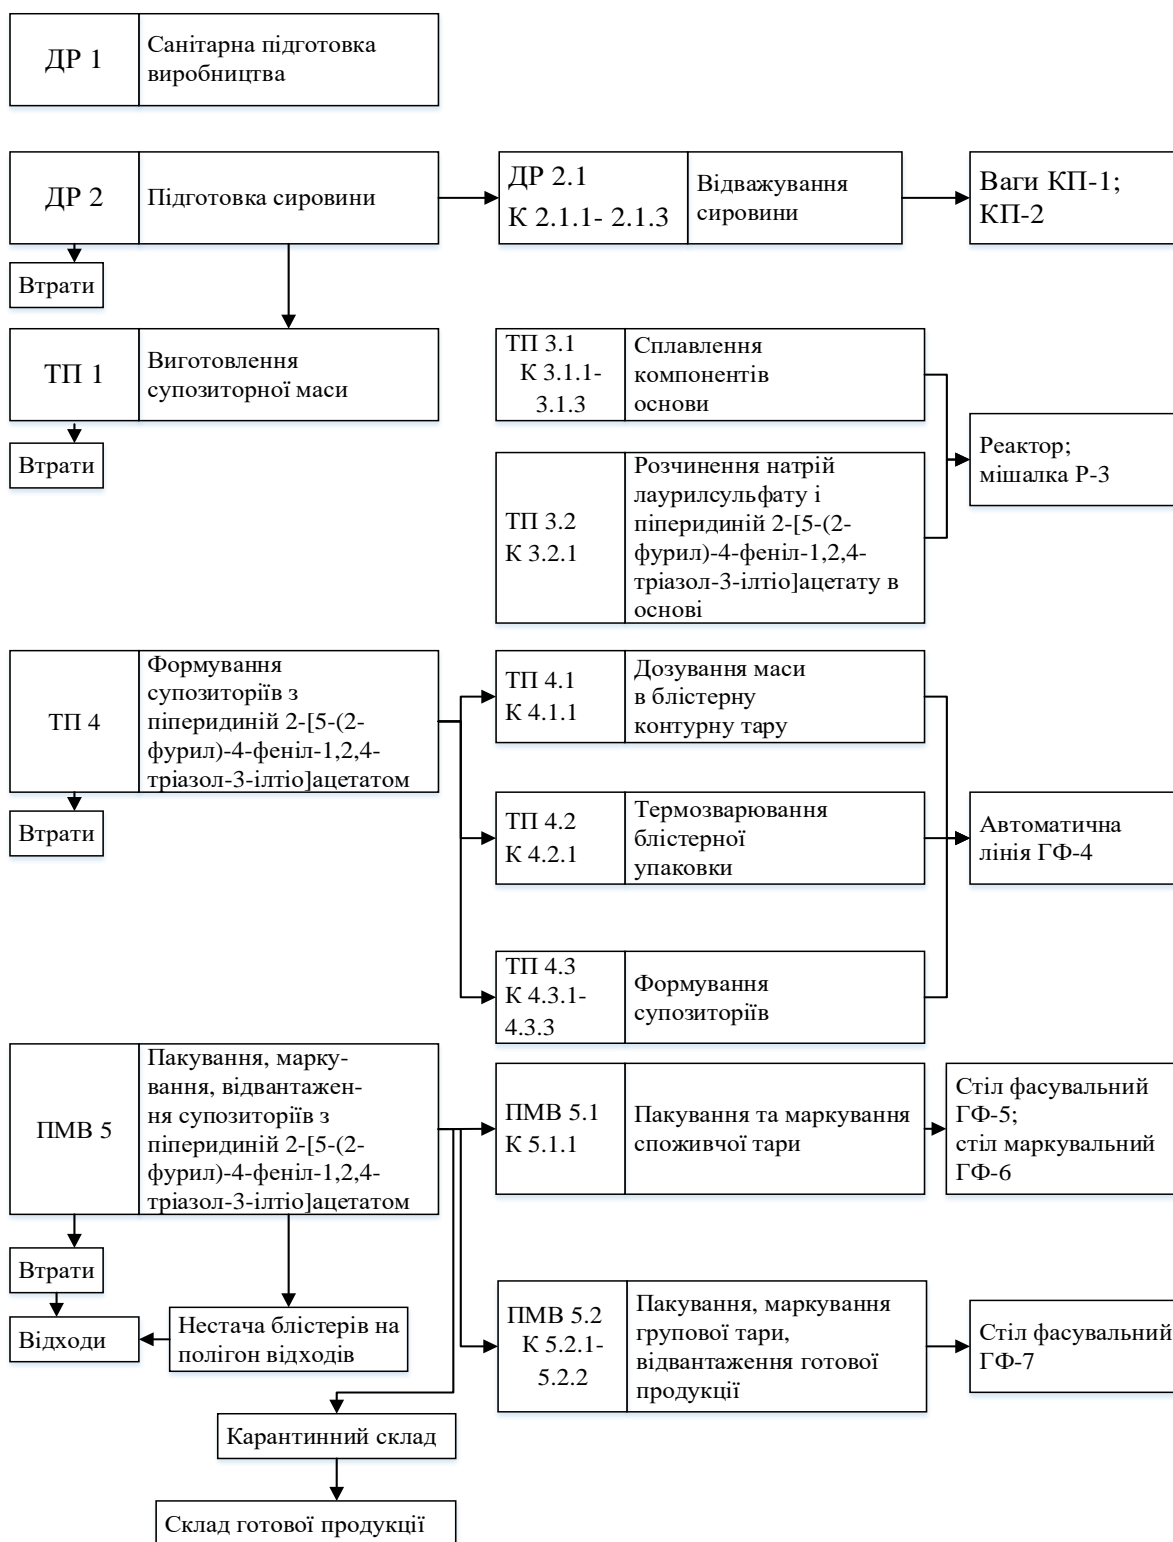 ДР 1
Санітарна підготовка
виробництва
ДР 2
Підготовка сировини
ДР 2.1
К 2.1.1- 2.1.3
Відважування
сировини
Ваги КП-1;
КП-2
Втрати
ТП 1
Виготовлення
супозиторної маси
ТП 3.1
К 3.1.1-
3.1.3
Сплавлення
компонентів
основи
Втрати
Реактор;
мішалка Р-3
ТП 3.2
К 3.2.1
Розчинення натрій
лаурилсульфату і
піперидиній 2-[5-(2-
фурил)-4-феніл-1,2,4-
тріазол-3-ілтіо]ацетату в
основі
ТП 4
Формування
супозиторіїв з
піперидиній 2-[5-(2-
фурил)-4-феніл-1,2,4-
тріазол-3-ілтіо]ацетатом
ТП 4.1
К 4.1.1
Дозування маси
в блістерну
контурну тару
Втрати
ТП 4.2
К 4.2.1
Термозварювання
блістерної
упаковки
Автоматична
лінія ГФ-4
ТП 4.3
К 4.3.1-
4.3.3
Формування
супозиторіїв
ПМВ 5
Пакування, марку-
вання, відвантажен-
ня супозиторіїв з
піперидиній 2-[5-(2-
фурил)-4-феніл-1,2,4-
тріазол-3-ілтіо]ацетатом
ПМВ 5.1
К 5.1.1
Пакування та маркування
споживчої тари
Стіл фасувальний
ГФ-5;
стіл маркувальний
ГФ-6
Втрати
Відходи
Нестача блістерів на
полігон відходів
ПМВ 5.2
К 5.2.1-
5.2.2
Пакування, маркування
групової тари,
відвантаження готової
продукції
Стіл фасувальний
ГФ-7
Карантинний склад
Склад готової продукції